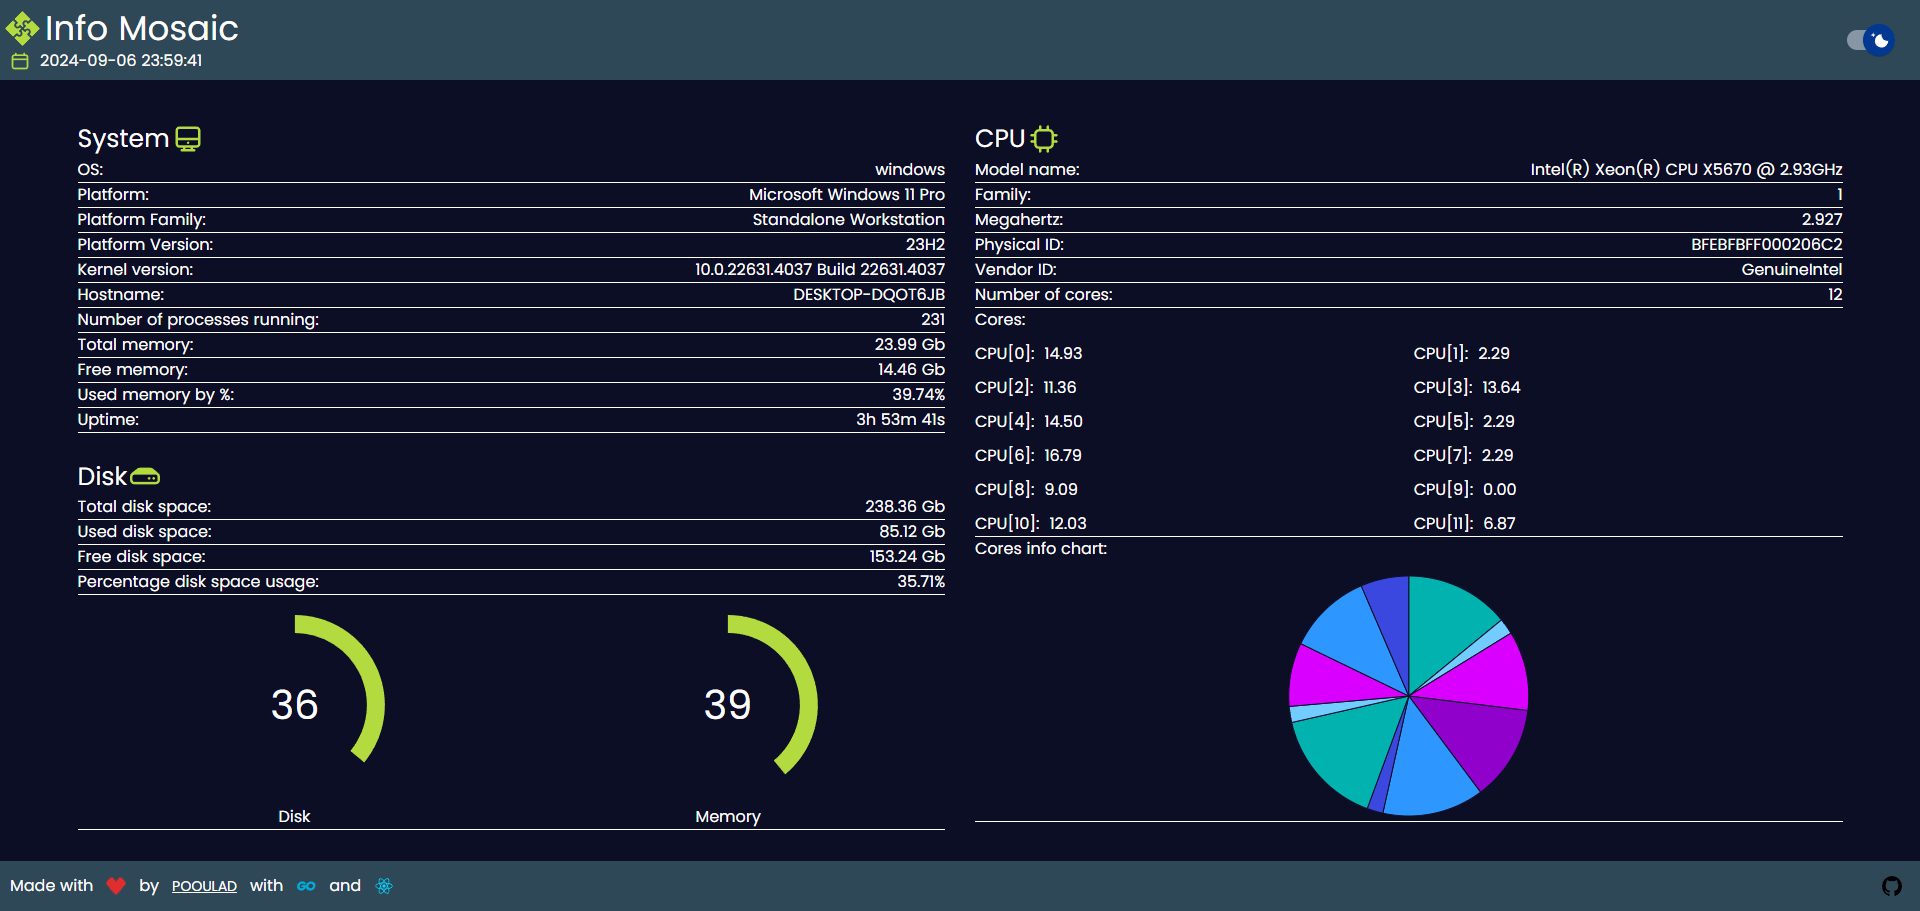 Info Mosaic
2024-09-06 23:59:41
System
OS: windows
Platform: Microsoft Windows 11 Pro
Platform Family: Standalone Workstation
Platform Version: 23H2
Kernel version: 10.0.22631.4037 Build 22631.4037
Hostname: DESKTOP-DQOT6JB
Number of processes running: 231
Total memory: 23.99 Gb
Free memory: 14.46 Gb
Used memory by %: 39.74%
Uptime: 3h 53m 41s
Disk
Total disk space: 238.36 Gb
Used disk space: 85.12 Gb
Free disk space: 153.24 Gb
Percentage disk space usage: 35.71%
36 39
Disk Memory
CPU
Model name: Intel(R) Xeon(R) CPU X5670 @ 2.93GHz
Family: 1
Megahertz: 2.927
Physical ID: BFEBFBFF000206C2
Vendor ID: GenuineIntel
Number of cores: 12
Cores:
CPU[0]: 14.93 CPU[1]: 2.29
CPU[2]: 11.36 CPU[3]: 13.64
CPU[4]: 14.50 CPU[5]: 2.29
CPU[6]: 16.79 CPU[7]: 2.29
CPU[8]: 9.09 CPU[9]: 0.00
CPU[10]: 12.03 CPU[11]: 6.87
Cores info chart:
Made with by POOULAD with GO and